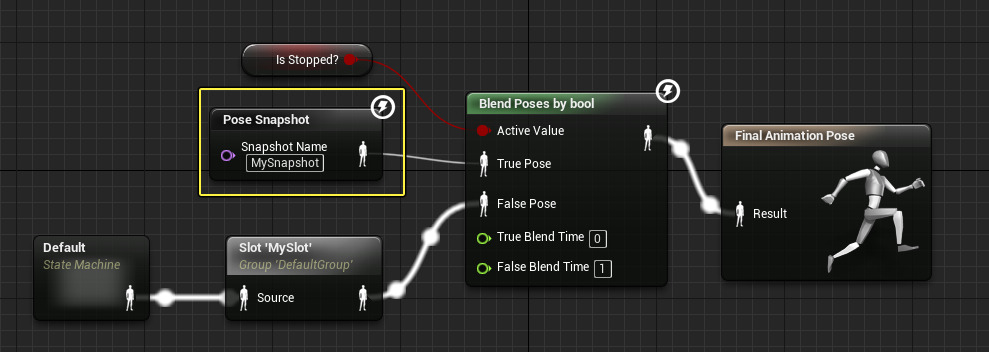 Is Stopped?
Pose Snapshot
Snapshot Name
MySnapshot
Blend Poses by bool
Active Value
True Pose
False Pose
True Blend Time 0
False Blend Time 1
Final Animation Pose
Result
Default
State Machine
Slot 'MySlot'
Group 'DefaultGroup'
Source